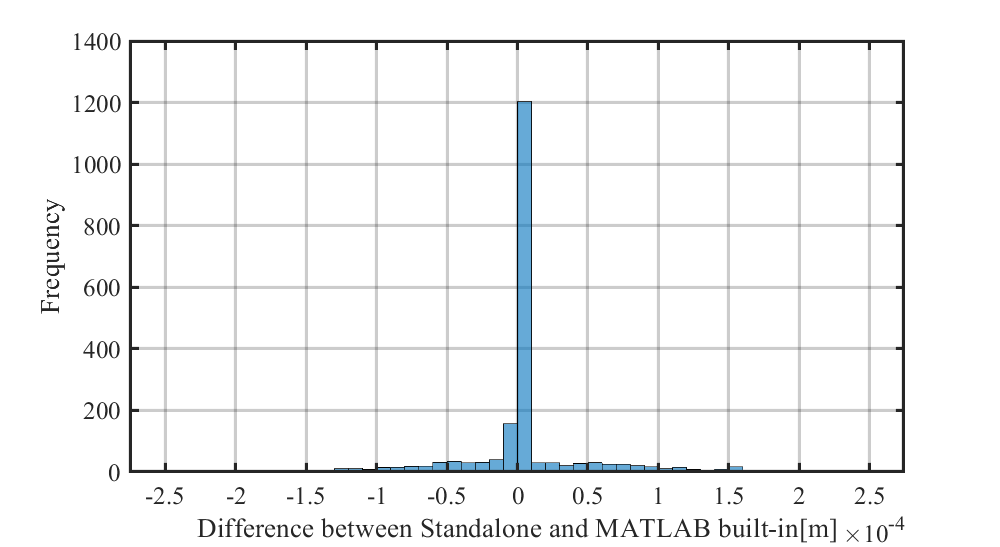 1400
1200
1000
800
600
400
200
0
Frequency
-2.5 -2 -1.5 -1 -0.5 0 0.5 1 1.5 2 2.5
Difference between Standalone and MATLAB built-in[m] ×10⁻⁴